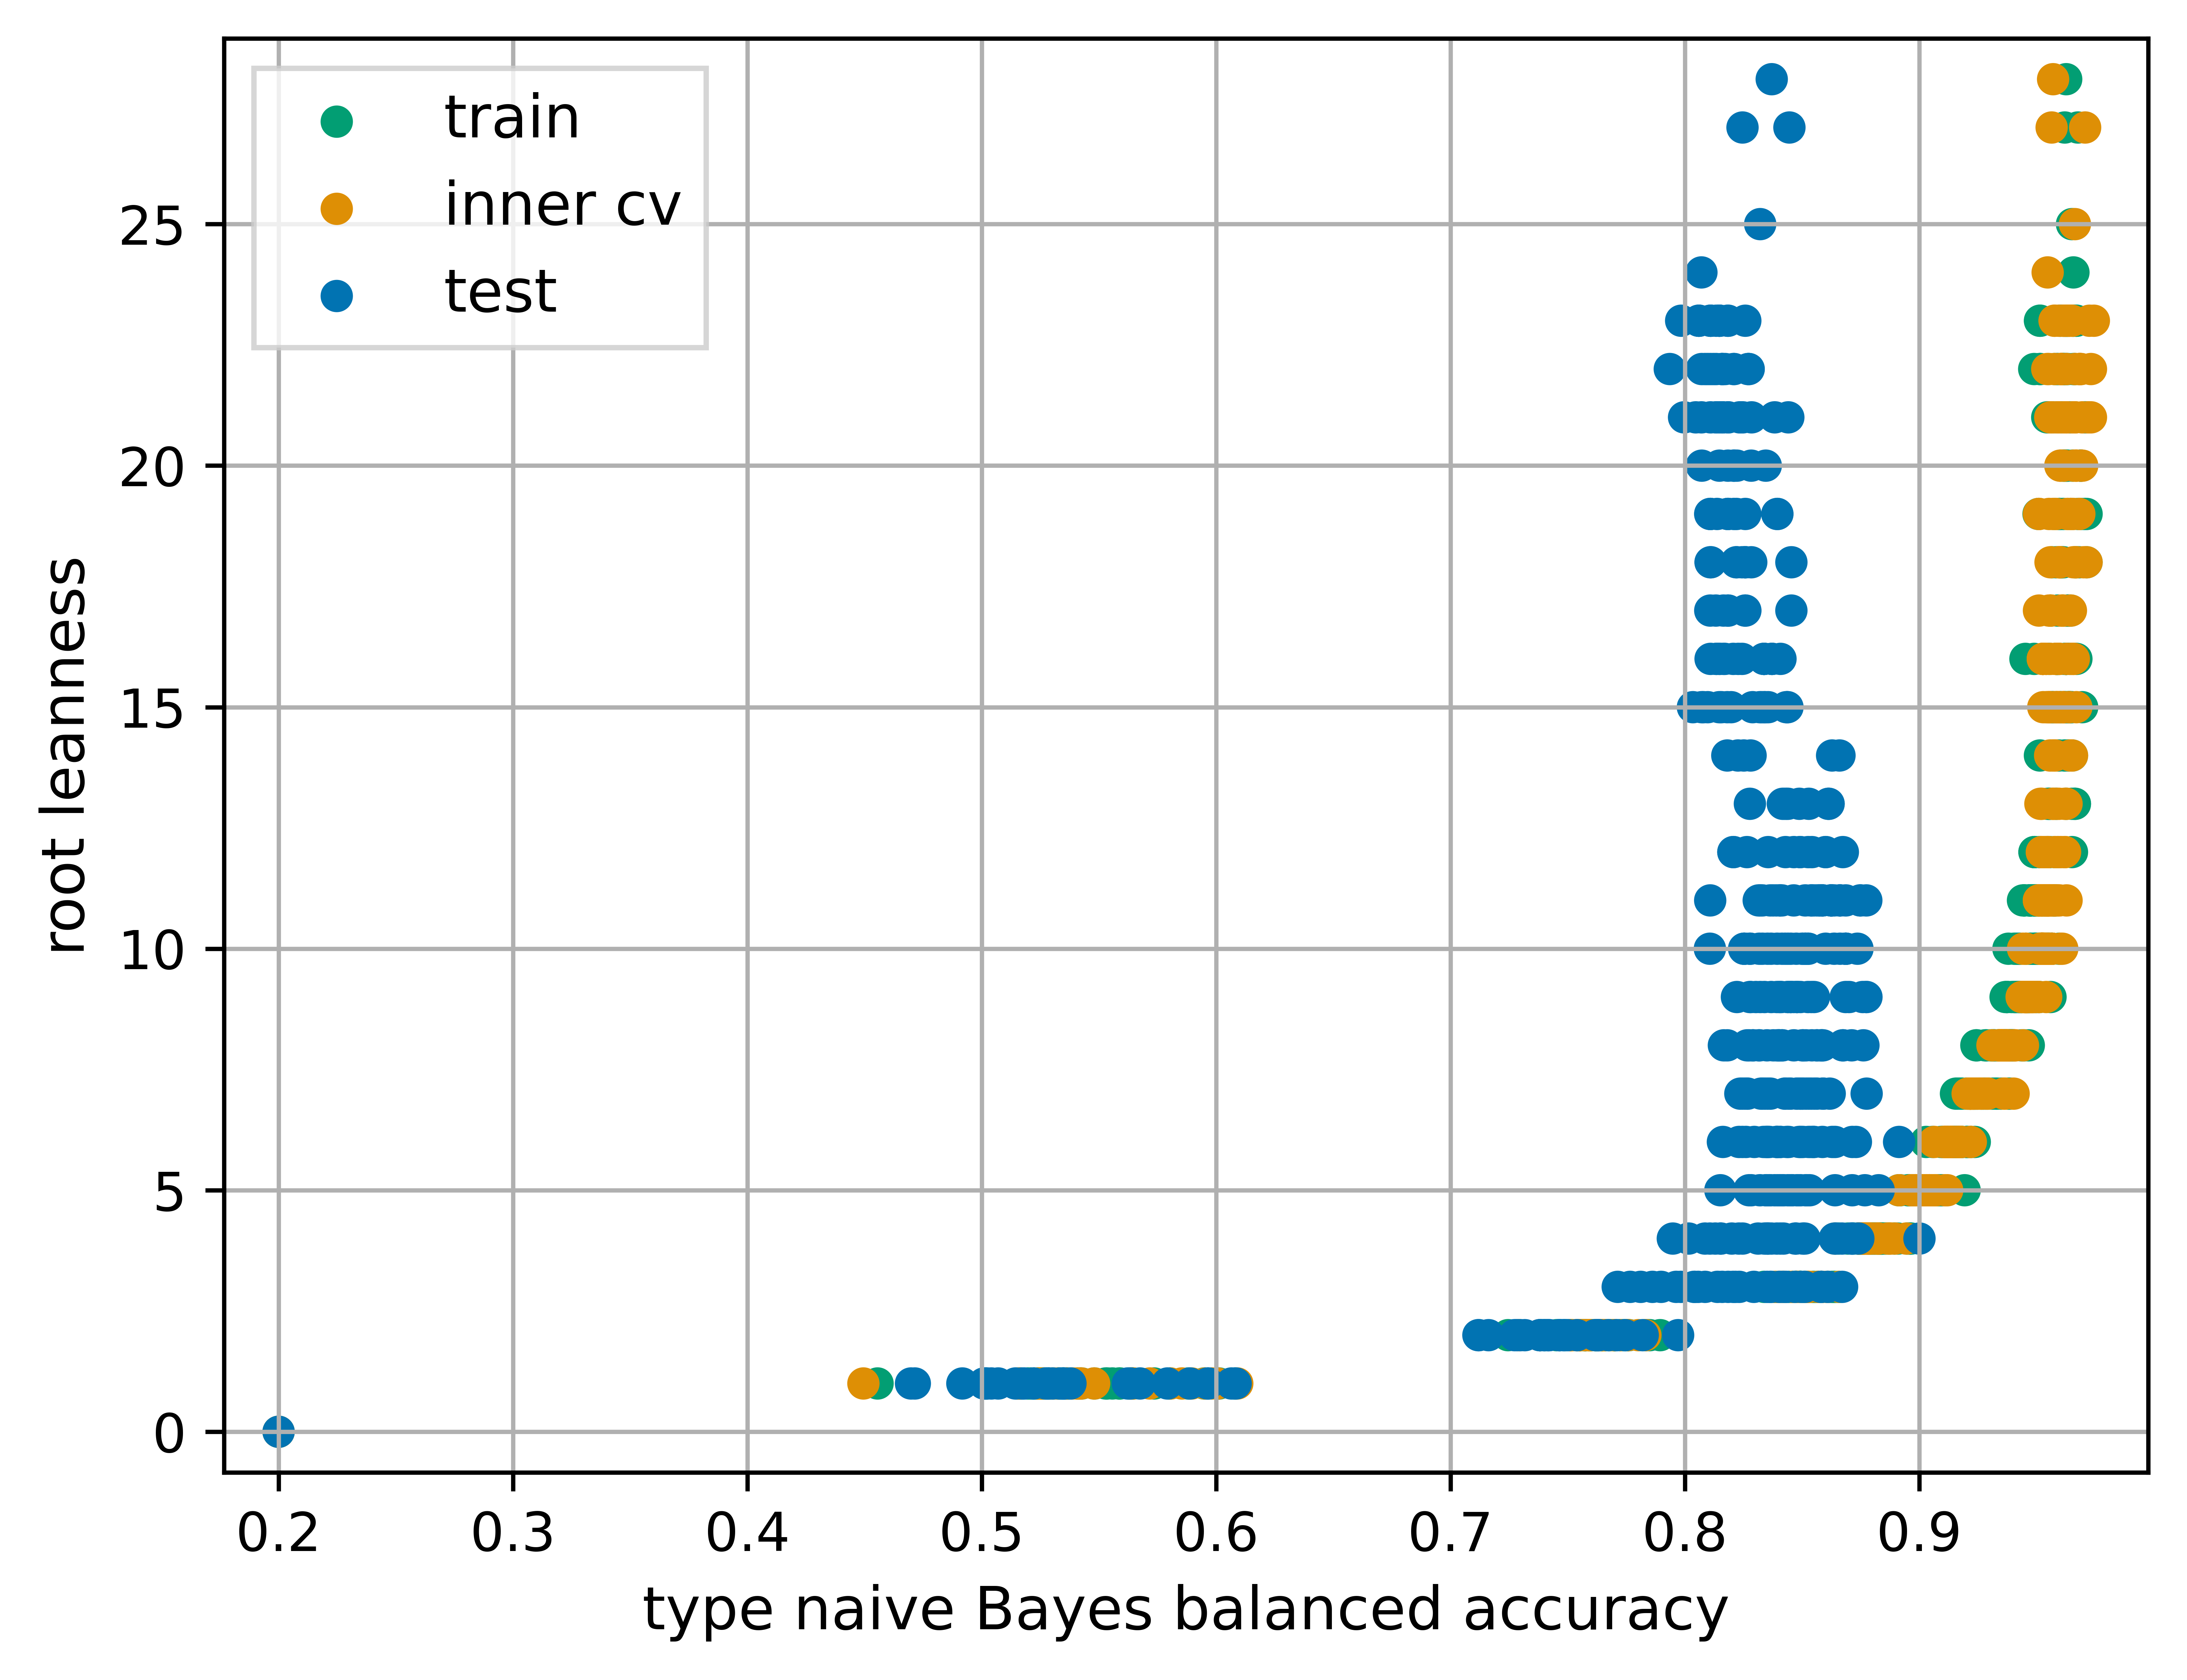 train
inner cv
test
25
20
15
10
5
0
root leanness
0.2 0.3 0.4 0.5 0.6 0.7 0.8 0.9
type naive Bayes balanced accuracy